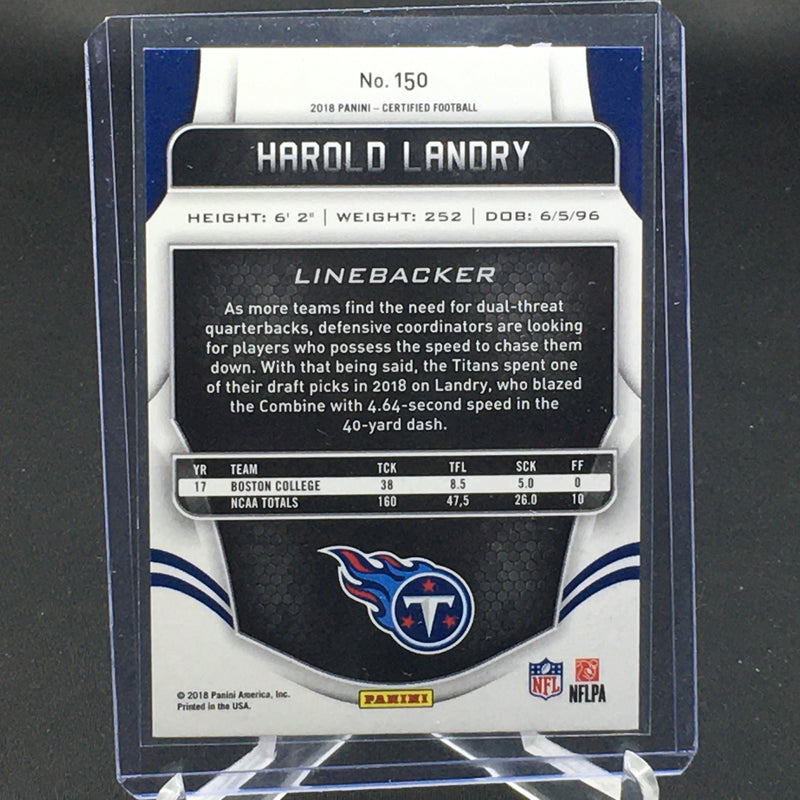 No. 150
2018 PANINI – CERTIFIED FOOTBALL
HAROLD LANDRY
HEIGHT: 6' 2" | WEIGHT: 252 | DOB: 6/5/96
LINEBACKER
As more teams find the need for dual-threat
quarterbacks, defensive coordinators are looking
for players who possess the speed to chase them
down. With that being said, the Titans spent one
of their draft picks in 2018 on Landry, who blazed
the Combine with 4.64-second speed in the
40-yard dash.
YR TEAM TCK TFL SCK FF
17 BOSTON COLLEGE 38 8.5 5.0 0
NCAA TOTALS 160 47,5 26.0 10
T
NFL NFLPA
© 2018 Panini America, Inc.
Printed in the USA.
PANINI